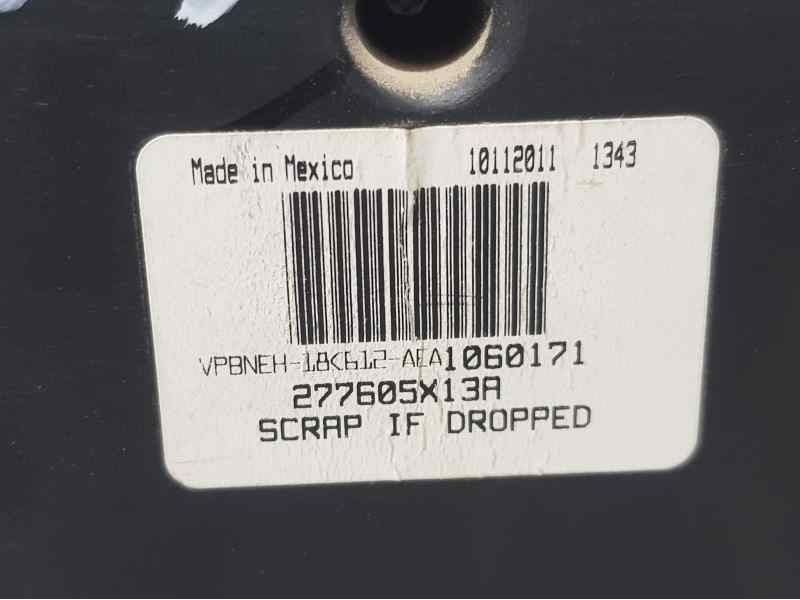 Made in Mexico 10112011 1343
VPBNEH-18K612-AEA1060171
277605X13A
SCRAP IF DROPPED